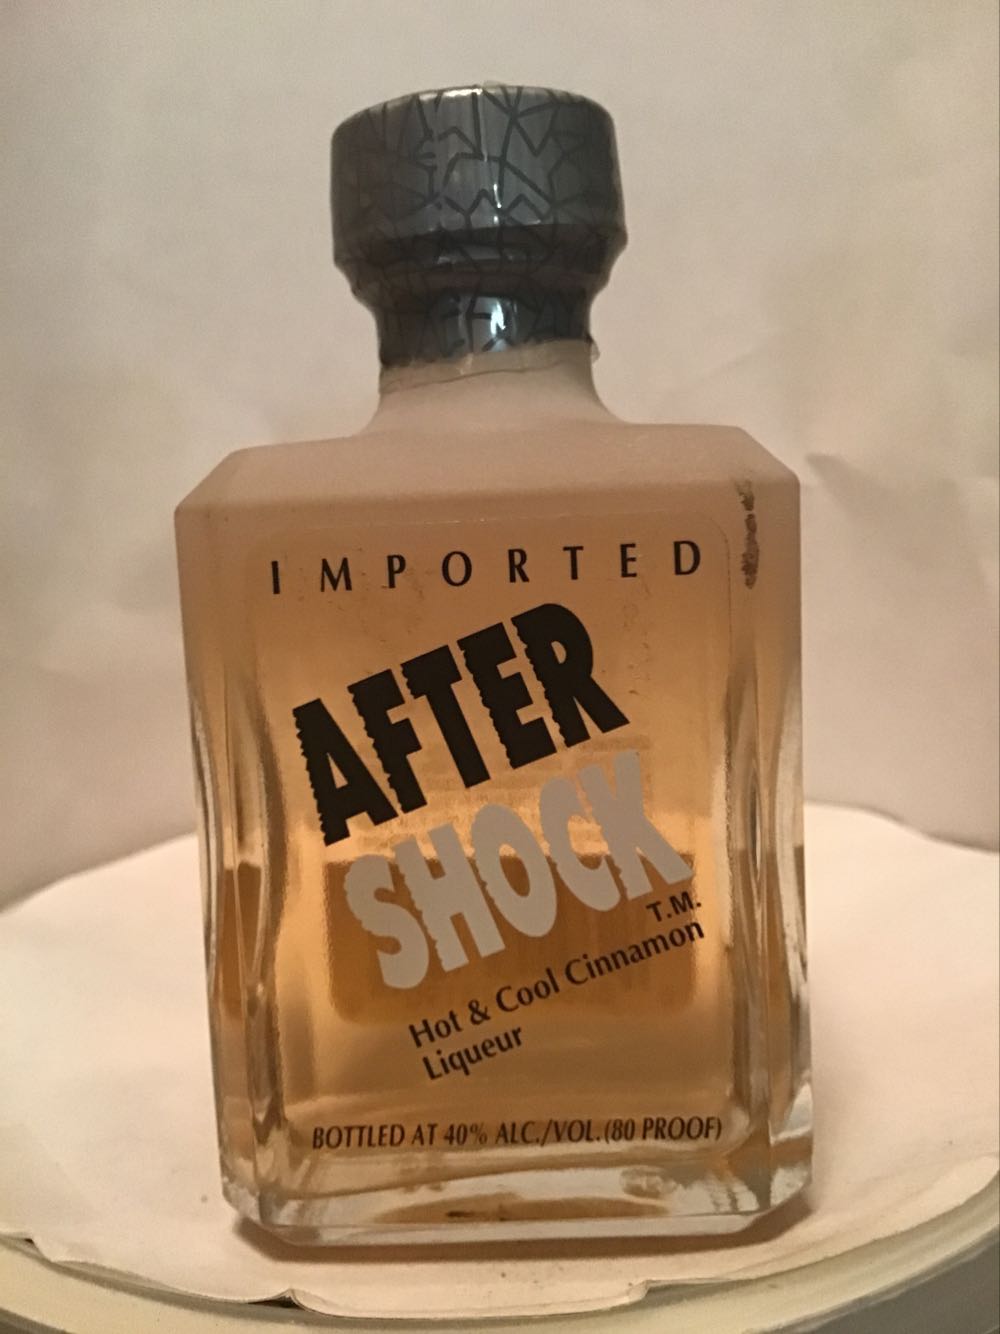 IMPORTED
AFTER
SHOCK
T.M.
Hot & Cool Cinnamon
Liqueur
BOTTLED AT 40% ALC./VOL.(80 PROOF)